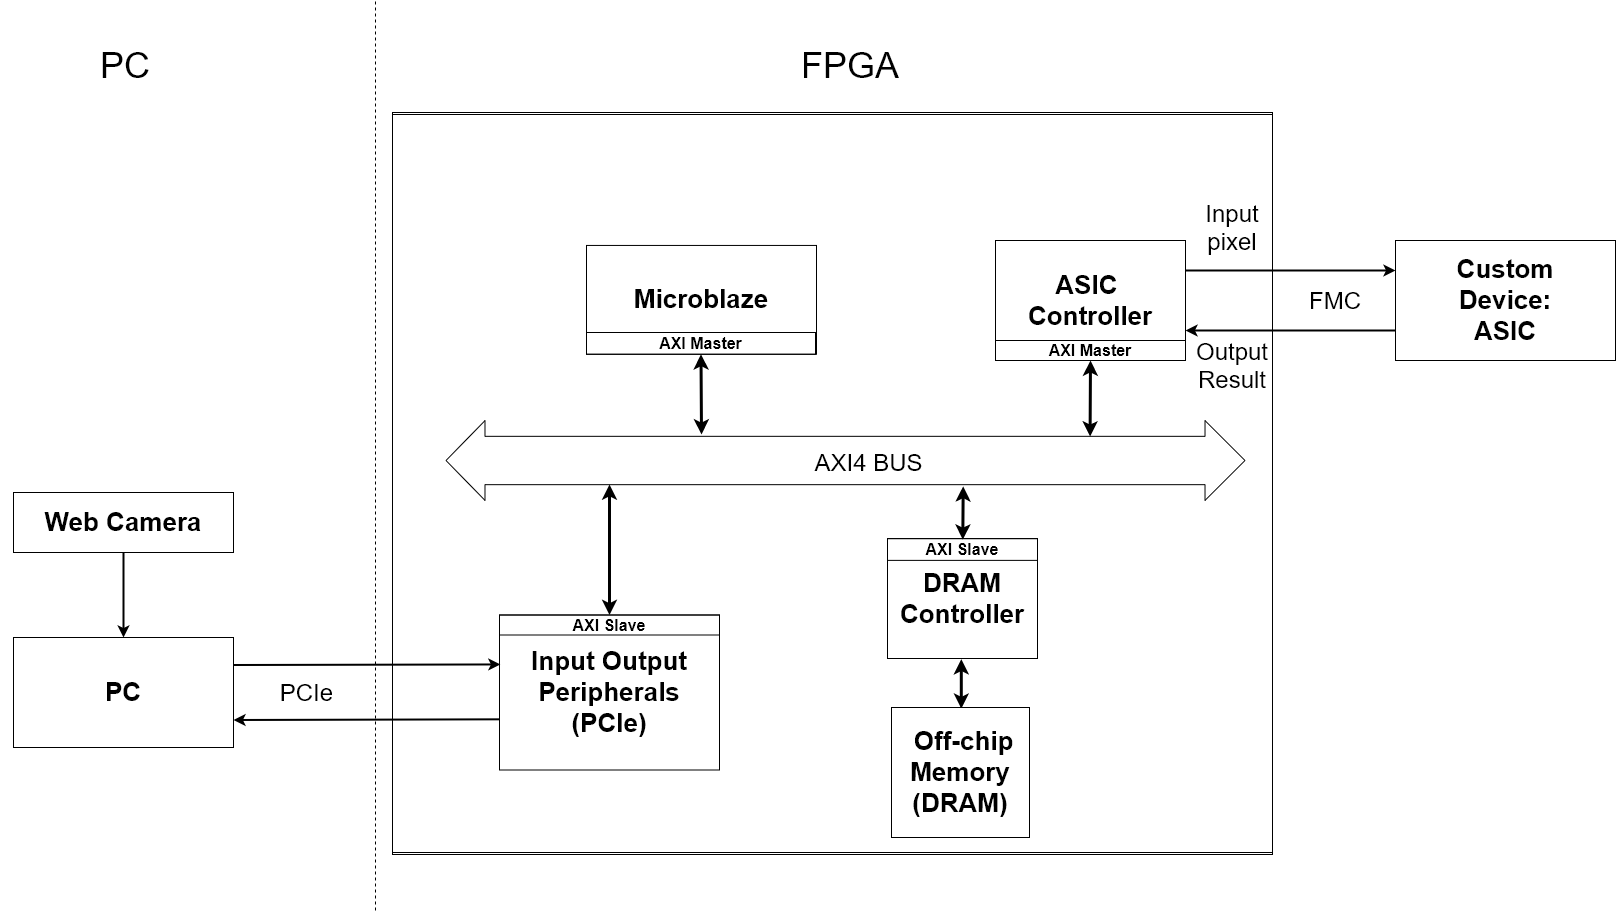 PC
FPGA
Input
pixel
Microblaze
AXI Master
ASIC
Controller
AXI Master
Custom
Device:
ASIC
FMC
Output
Result
AXI4 BUS
Web Camera
PC
PCIe
AXI Slave
Input Output
Peripherals
(PCIe)
AXI Slave
DRAM
Controller
Off-chip
Memory
(DRAM)